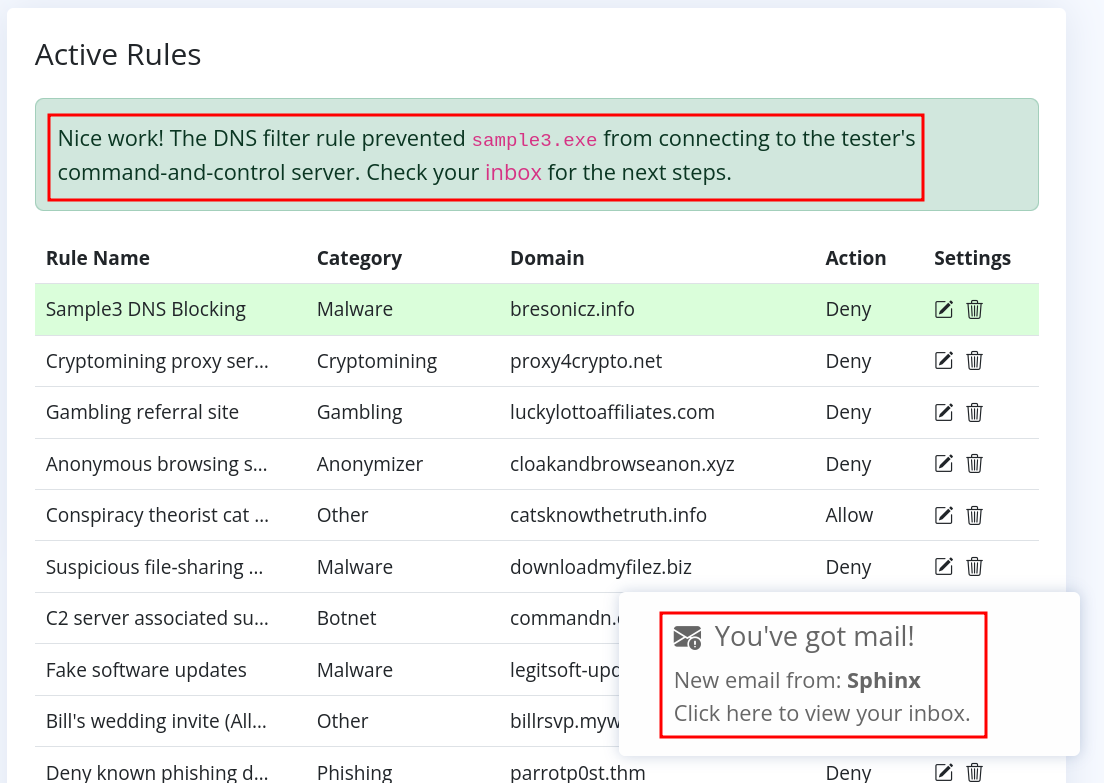 Active Rules
Nice work! The DNS filter rule prevented sample3.exe from connecting to the tester's
command-and-control server. Check your inbox for the next steps.
Rule Name Category Domain Action Settings
Sample3 DNS Blocking Malware bresonicz.info Deny
Cryptomining proxy ser... Cryptomining proxy4crypto.net Deny
Gambling referral site Gambling luckylottoaffiliates.com Deny
Anonymous browsing s... Anonymizer cloakandbrowseanon.xyz Deny
Conspiracy theorist cat ... Other catsknowthetruth.info Allow
Suspicious file-sharing ... Malware downloadmyfilez.biz Deny
C2 server associated su... Botnet commandn.
Fake software updates Malware legitsoft-upd
Bill's wedding invite (All... Other billrsvp.myw
Deny known phishing d... Phishing parrotp0st.thm Deny
You've got mail!
New email from: Sphinx
Click here to view your inbox.